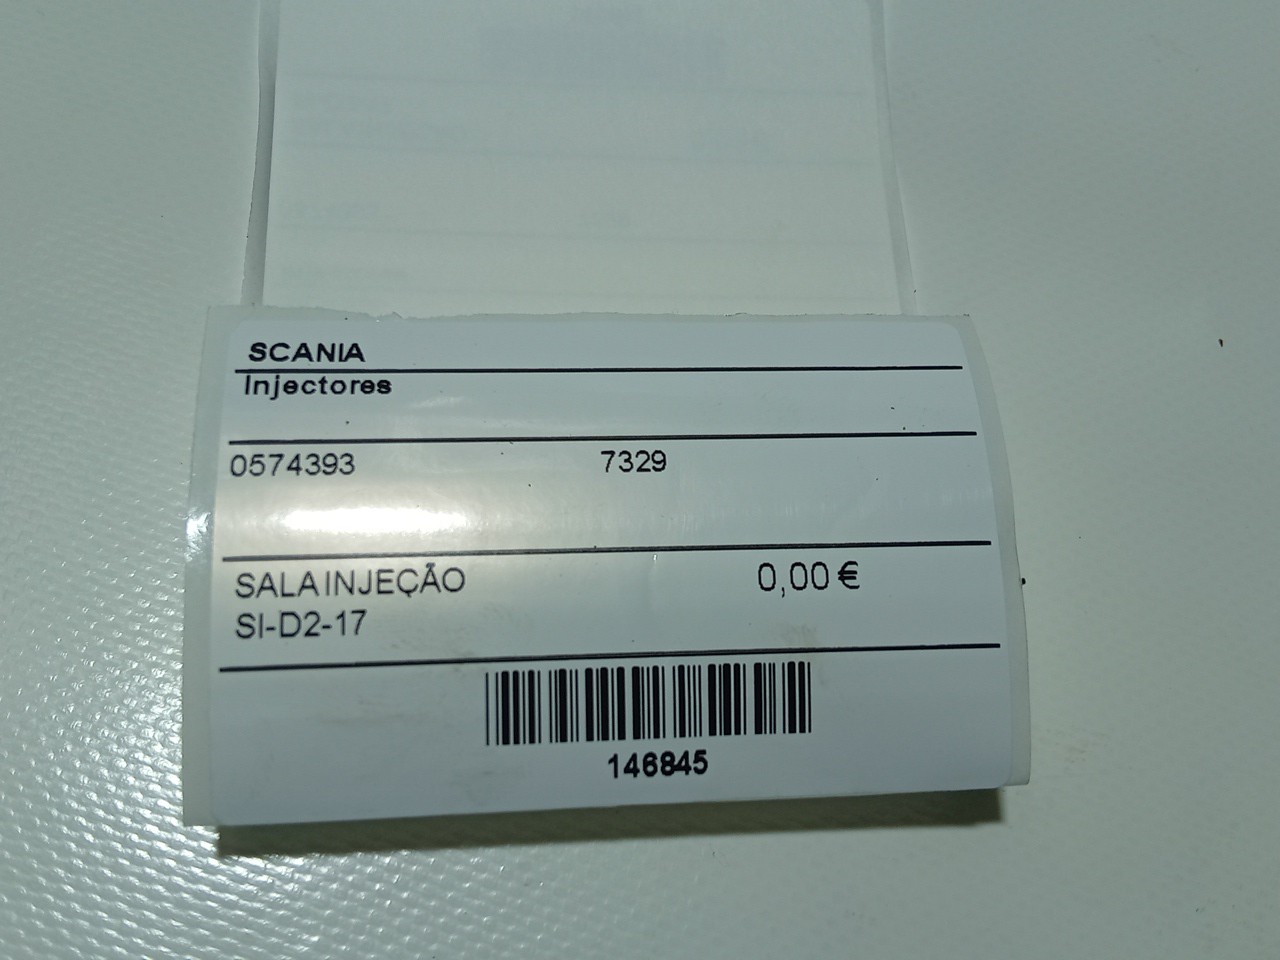 SCANIA
Injectores
0574393 7329
SALA INJEÇÃO 0,00 €
SI-D2-17
146845